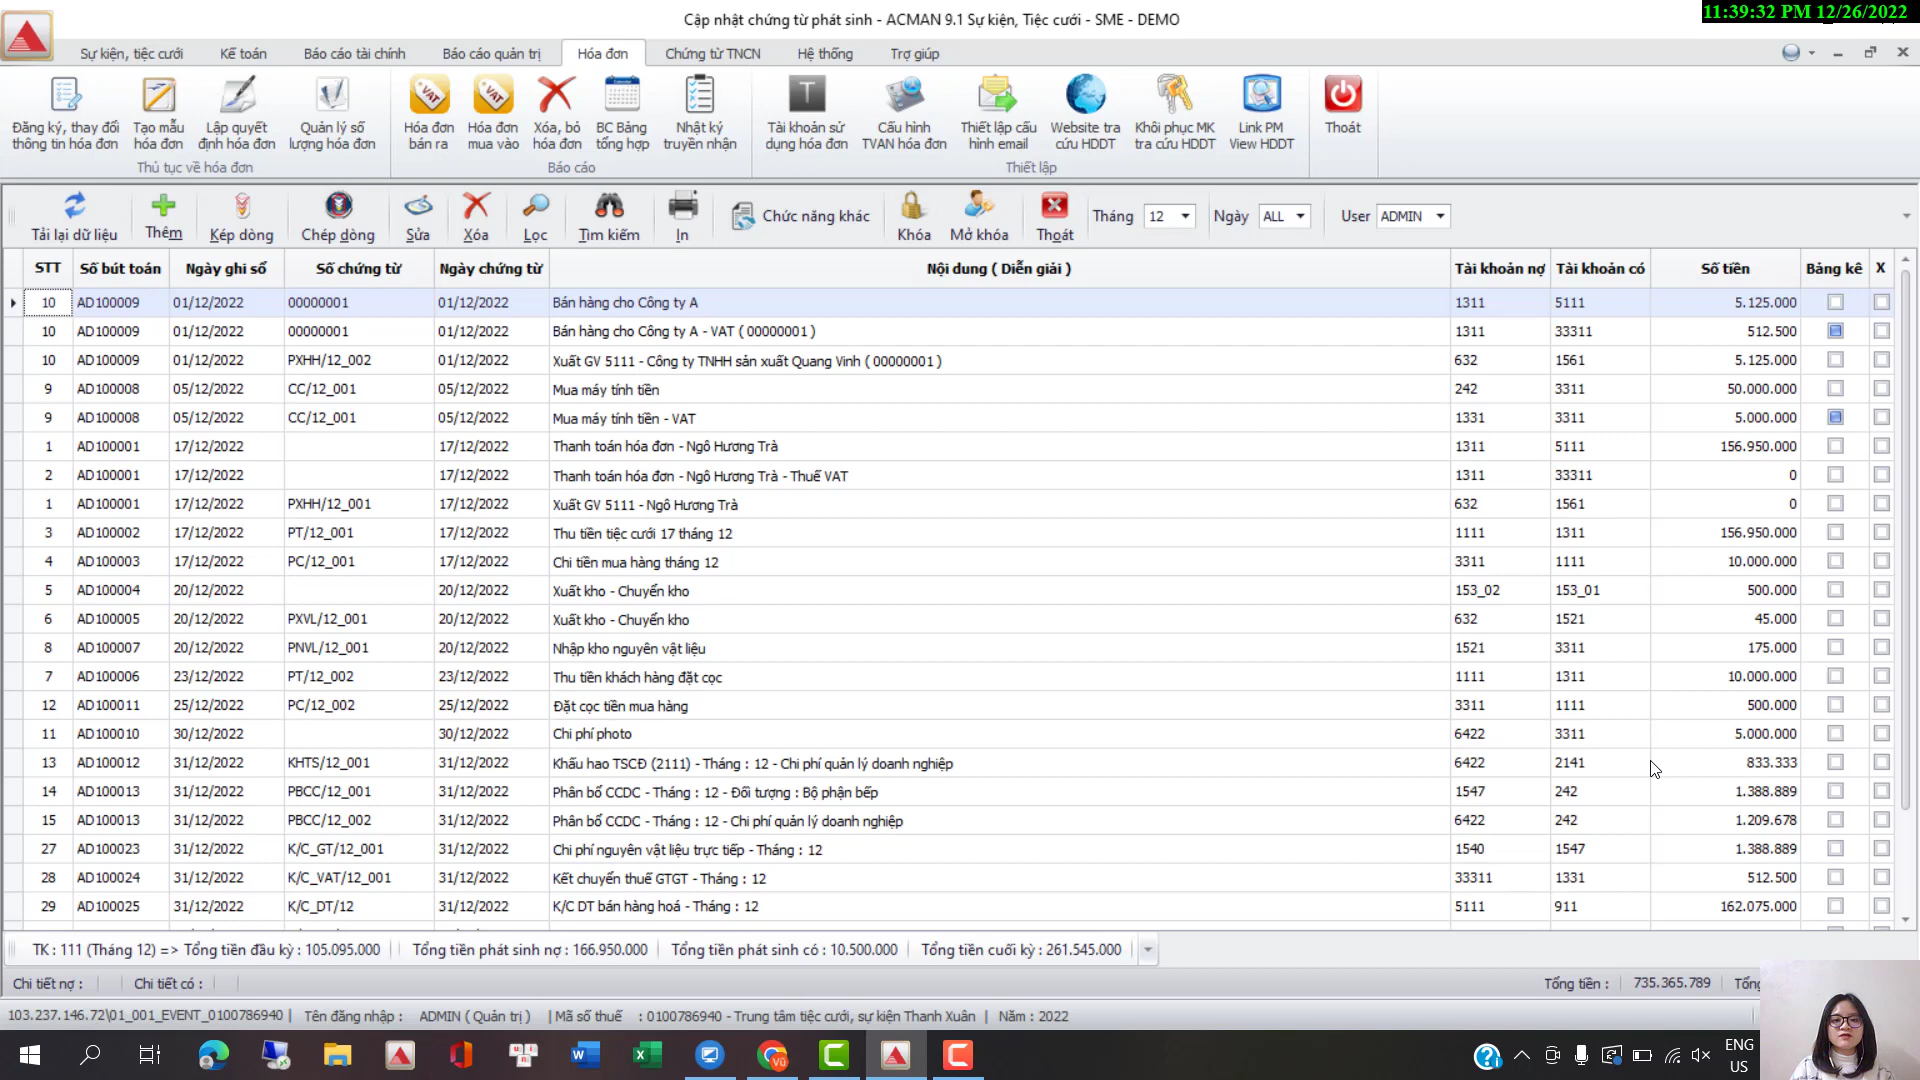 11:39:32 PM 12/26/2022
Cập nhật chứng từ phát sinh - ACMAN 9.1 Sự kiện, Tiệc cưới - SME - DEMO
Sự kiện, tiệc cưới Kế toán Báo cáo tài chính Báo cáo quản trị Hóa đơn Chứng từ TNCN Hệ thống Trợ giúp
Đăng ký, thay đổi thông tin hóa đơn
Tạo mẫu hóa đơn
Lập quyết định hóa đơn
Quản lý số lượng hóa đơn
Hóa đơn bán ra
Hóa đơn mua vào
Xóa, bỏ hóa đơn
BC Bảng tổng hợp
Nhật ký truyền nhận
Tài khoản sử dụng hóa đơn
Cấu hình TVAN hóa đơn
Thiết lập cấu hình email
Website tra cứu HDDT
Khôi phục MK tra cứu HDDT
Link PM View HDDT
Thoát
Thủ tục về hóa đơn Báo cáo Thiết lập
Tải lại dữ liệu Thêm Kép dòng Chép dòng Sửa Xóa Lọc Tìm kiếm In Chức năng khác Khóa Mở khóa Thoát Tháng 12 Ngày ALL User ADMIN
STT Số bút toán Ngày ghi sổ Số chứng từ Ngày chứng từ Nội dung ( Diễn giải ) Tài khoản nợ Tài khoản có Số tiền Bảng kê X
10 AD100009 01/12/2022 00000001 01/12/2022 Bán hàng cho Công ty A 1311 5111 5.125.000
10 AD100009 01/12/2022 00000001 01/12/2022 Bán hàng cho Công ty A - VAT ( 00000001 ) 1311 33311 512.500
10 AD100009 01/12/2022 PXHH/12_002 01/12/2022 Xuất GV 5111 - Công ty TNHH sản xuất Quang Vinh ( 00000001 ) 632 1561 5.125.000
9 AD100008 05/12/2022 CC/12_001 05/12/2022 Mua máy tính tiền 242 3311 50.000.000
9 AD100008 05/12/2022 CC/12_001 05/12/2022 Mua máy tính tiền - VAT 1331 3311 5.000.000
1 AD100001 17/12/2022 17/12/2022 Thanh toán hóa đơn - Ngô Hương Trà 1311 5111 156.950.000
2 AD100001 17/12/2022 17/12/2022 Thanh toán hóa đơn - Ngô Hương Trà - Thuế VAT 1311 33311 0
1 AD100001 17/12/2022 PXHH/12_001 17/12/2022 Xuất GV 5111 - Ngô Hương Trà 632 1561 0
3 AD100002 17/12/2022 PT/12_001 17/12/2022 Thu tiền tiệc cưới 17 tháng 12 1111 1311 156.950.000
4 AD100003 17/12/2022 PC/12_001 17/12/2022 Chi tiền mua hàng tháng 12 3311 1111 10.000.000
5 AD100004 20/12/2022 20/12/2022 Xuất kho - Chuyển kho 153_02 153_01 500.000
6 AD100005 20/12/2022 PXVL/12_001 20/12/2022 Xuất kho - Chuyển kho 632 1521 45.000
8 AD100007 20/12/2022 PNVL/12_001 20/12/2022 Nhập kho nguyên vật liệu 1521 3311 175.000
7 AD100006 23/12/2022 PT/12_002 23/12/2022 Thu tiền khách hàng đặt cọc 1111 1311 10.000.000
12 AD100011 25/12/2022 PC/12_002 25/12/2022 Đặt cọc tiền mua hàng 3311 1111 500.000
11 AD100010 30/12/2022 30/12/2022 Chi phí photo 6422 3311 5.000.000
13 AD100012 31/12/2022 KHTS/12_001 31/12/2022 Khấu hao TSCĐ (2111) - Tháng : 12 - Chi phí quản lý doanh nghiệp 6422 2141 833.333
14 AD100013 31/12/2022 PBCC/12_001 31/12/2022 Phân bổ CCDC - Tháng : 12 - Đối tượng : Bộ phận bếp 1547 242 1.388.889
15 AD100013 31/12/2022 PBCC/12_002 31/12/2022 Phân bổ CCDC - Tháng : 12 - Chi phí quản lý doanh nghiệp 6422 242 1.209.678
27 AD100023 31/12/2022 K/C_GT/12_001 31/12/2022 Chi phí nguyên vật liệu trực tiếp - Tháng : 12 1540 1547 1.388.889
28 AD100024 31/12/2022 K/C_VAT/12_001 31/12/2022 Kết chuyển thuế GTGT - Tháng : 12 33311 1331 512.500
29 AD100025 31/12/2022 K/C_DT/12 31/12/2022 K/C DT bán hàng hoá - Tháng : 12 5111 911 162.075.000
TK : 111 (Tháng 12) => Tổng tiền đầu kỳ : 105.095.000 Tổng tiền phát sinh nợ : 166.950.000 Tổng tiền phát sinh có : 10.500.000 Tổng tiền cuối kỳ : 261.545.000
Chi tiết nợ : Chi tiết có : Tổng tiền : 735.365.789
103.237.146.72\01_001_EVENT_0100786940 | Tên đăng nhập : ADMIN ( Quản trị ) | Mã số thuế : 0100786940 - Trung tâm tiệc cưới, sự kiện Thanh Xuân | Năm : 2022
ENG
US